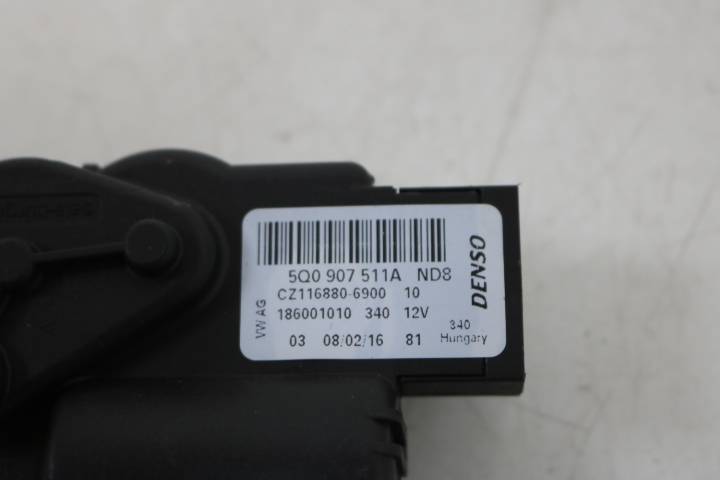 5Q0 907 511A ND8
CZ116880-6900 10
186001010 340 12V
03 08/02/16 81
VW AG
DENSO
340
Hungary